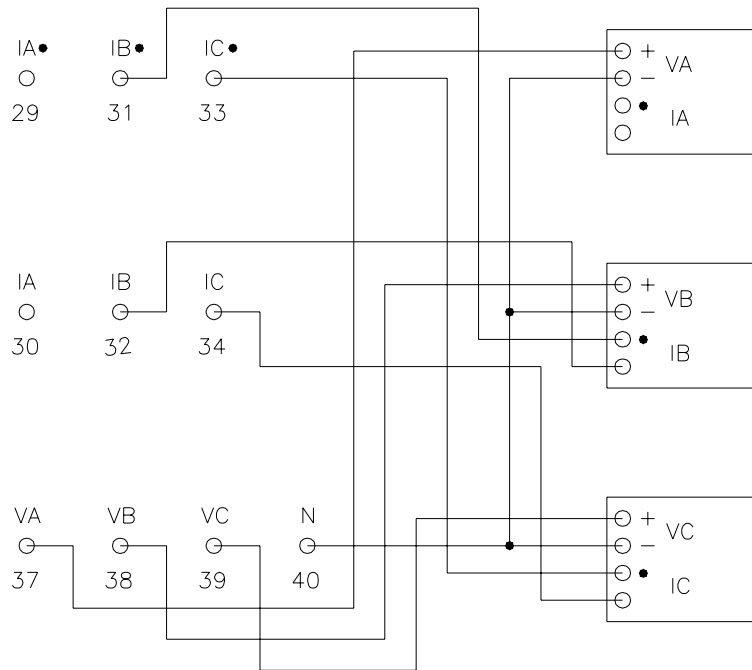 IA• IB• IC•
29 31 33
+ VA
−
• IA
IA IB IC
30 32 34
+ VB
−
• IB
VA VB VC N
37 38 39 40
+ VC
−
• IC